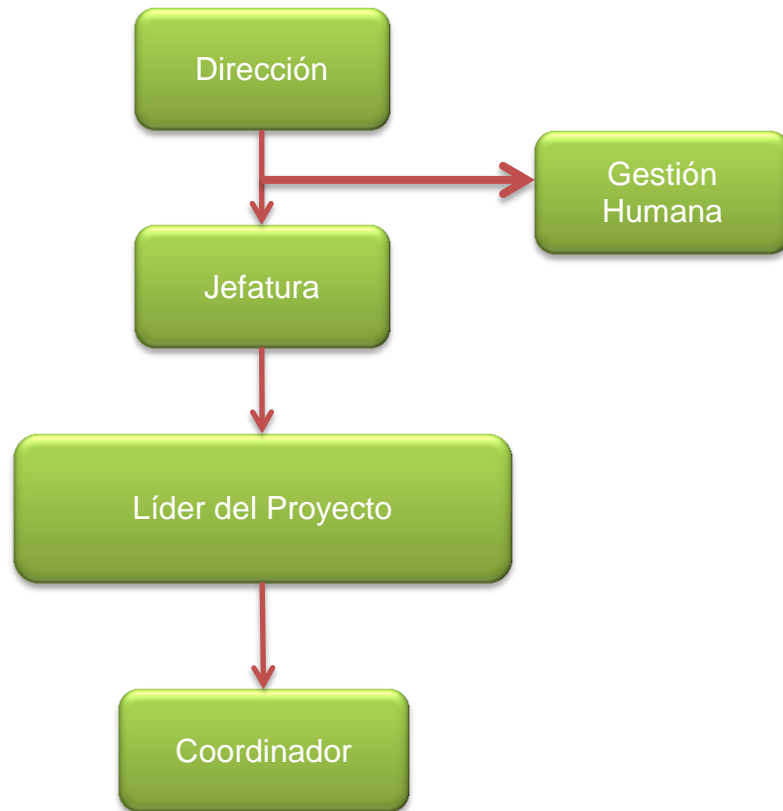 Dirección
Gestión
Humana
Jefatura
Líder del Proyecto
Coordinador